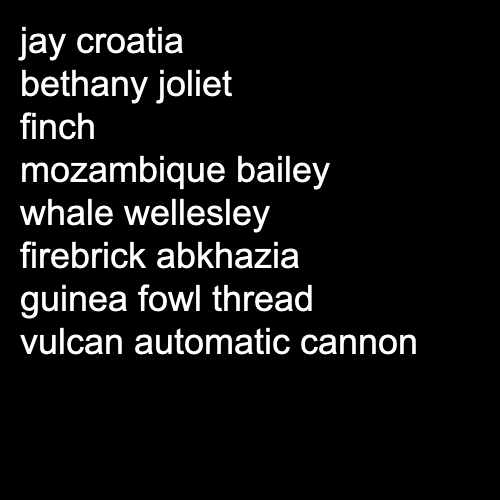 jay croatia
bethany joliet
finch
mozambique bailey
whale wellesley
firebrick abkhazia
guinea fowl thread
vulcan automatic cannon